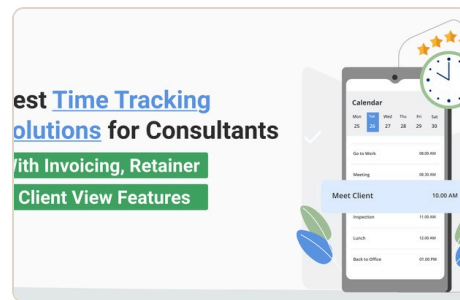 est Time Tracking
olutions for Consultants
With Invoicing, Retainer
Client View Features
Calendar
Mon Tue Wed Thu Fri Sat
25 26 27 28 29 30
Go to Work 08.00 AM
Meeting 08.30 AM
Meet Client 10.00 AM
Inspection 11.00 AM
Lunch 12.00 AM
Back to Office 01.00 PM